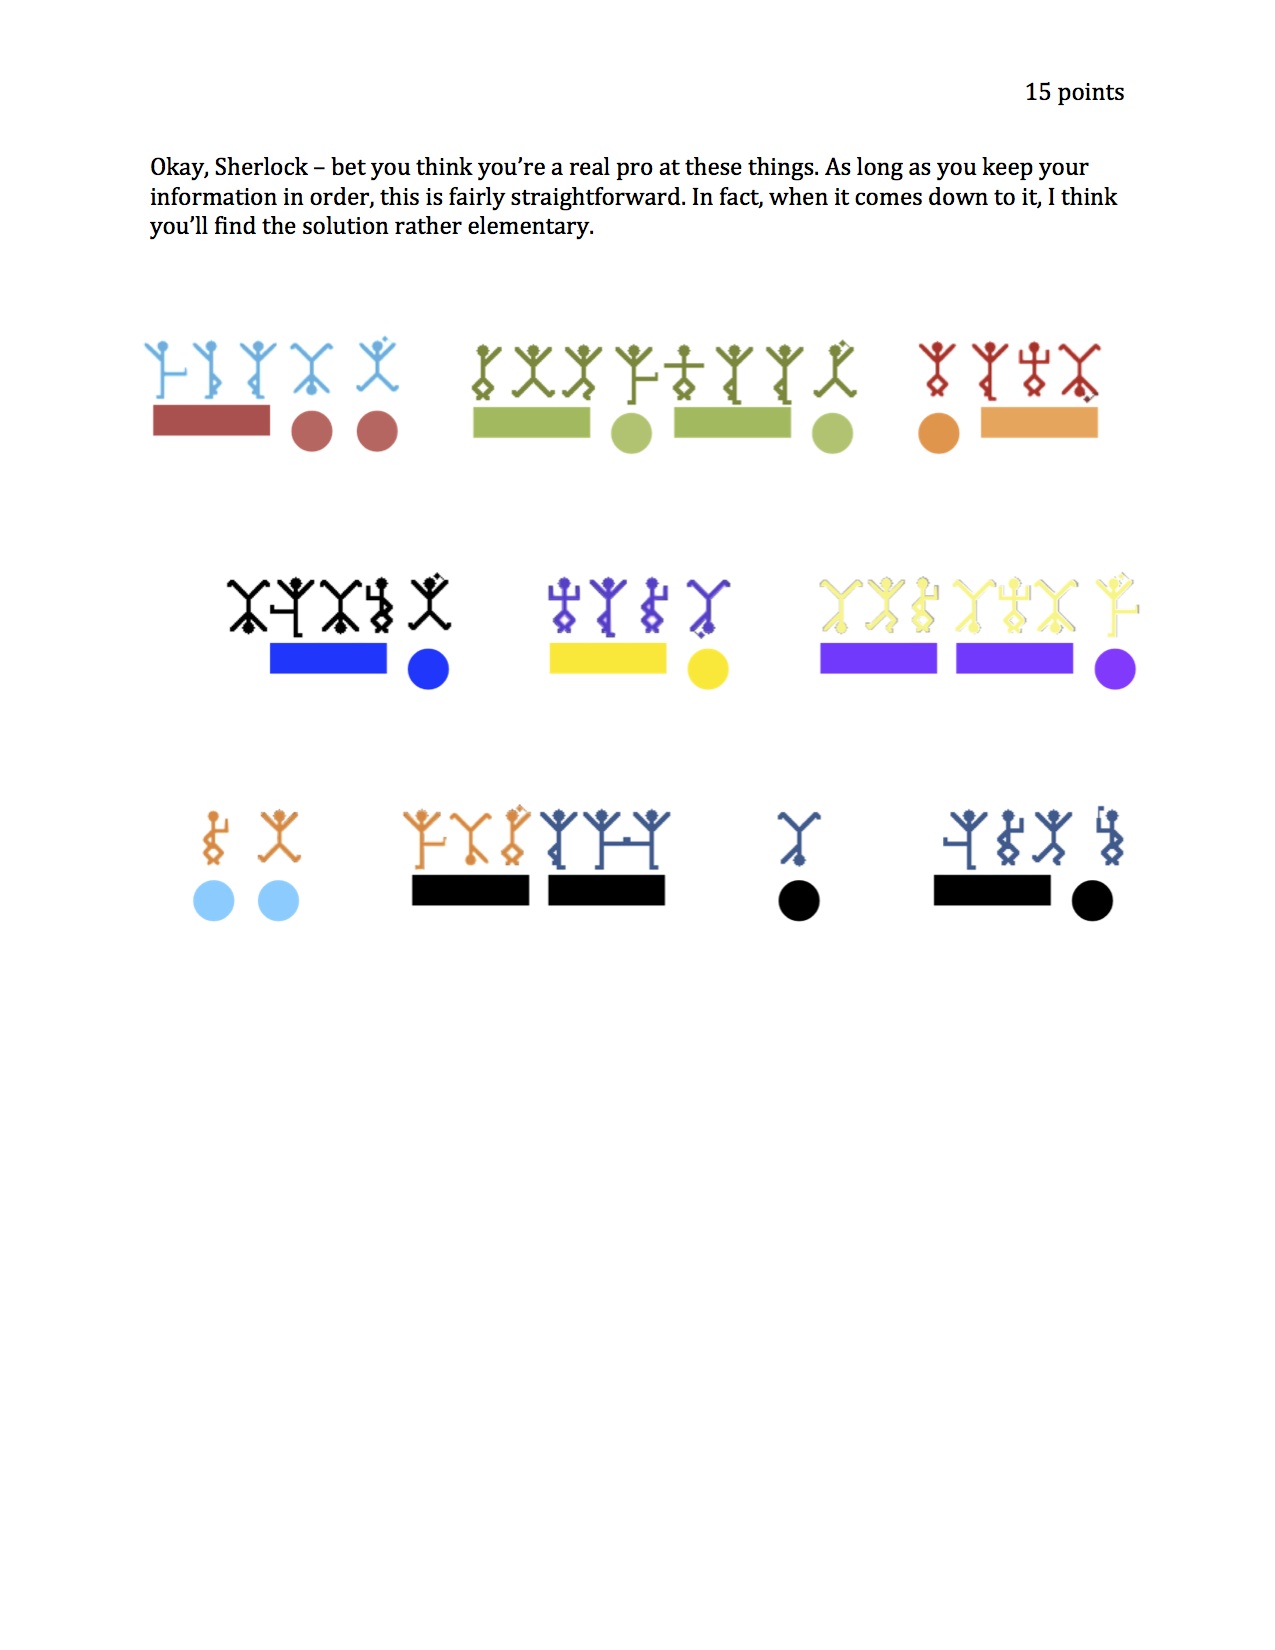 15 points
Okay, Sherlock – bet you think you’re a real pro at these things. As long as you keep your
information in order, this is fairly straightforward. In fact, when it comes down to it, I think
you’ll find the solution rather elementary.